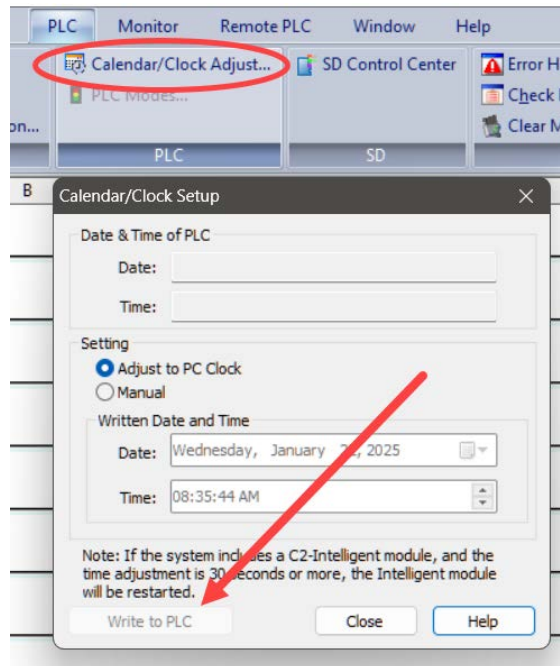 PLC Monitor Remote PLC Window Help
Calendar/Clock Adjust... SD Control Center Error H
PLC Modes... Check
on... Clear M
PLC SD
B
Calendar/Clock Setup
Date & Time of PLC
Date:
Time:
Setting
Adjust to PC Clock
Manual
Written Date and Time
Date: Wednesday, January 2025
Time: 08:35:44 AM
Note: If the system includes a C2-Intelligent module, and the
time adjustment is 30 seconds or more, the Intelligent module
will be restarted.
Write to PLC Close Help